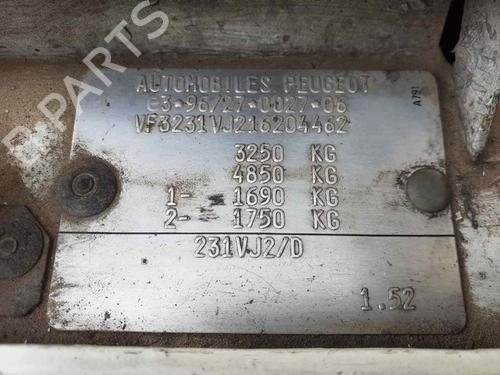 AUTOMOBILES PEUGEOT
e3-96/27-0027-06
VF3231VJ216204462
3250 KG
4850 KG
1- 1690 KG
2- 1750 KG
231VJ2/D
1.52
A791